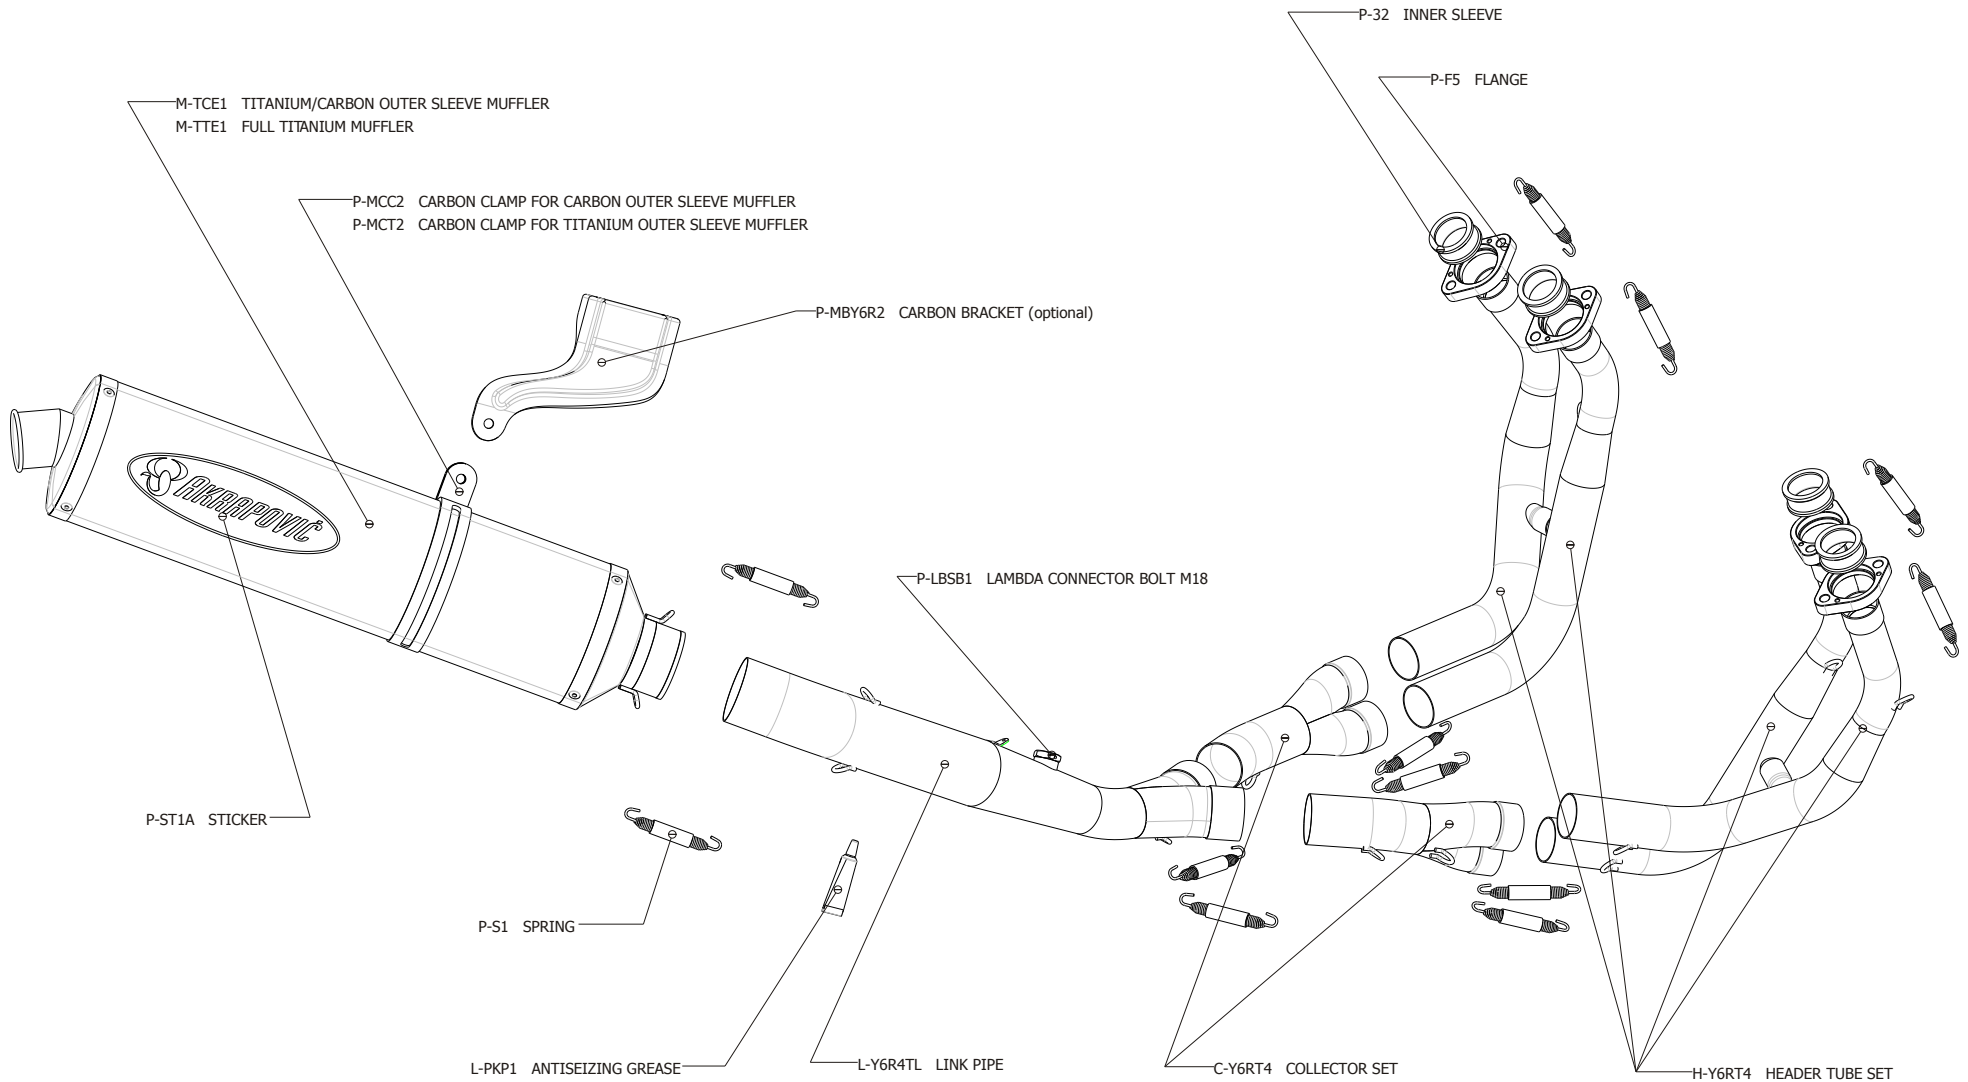 P-32 INNER SLEEVE
P-F5 FLANGE
M-TCE1 TITANIUM/CARBON OUTER SLEEVE MUFFLER
M-TTE1 FULL TITANIUM MUFFLER
P-MCC2 CARBON CLAMP FOR CARBON OUTER SLEEVE MUFFLER
P-MCT2 CARBON CLAMP FOR TITANIUM OUTER SLEEVE MUFFLER
P-MBY6R2 CARBON BRACKET (optional)
AKRAPOVIČ
P-LBSB1 LAMBDA CONNECTOR BOLT M18
P-ST1A STICKER
P-S1 SPRING
L-PKP1 ANTISEIZING GREASE
L-Y6R4TL LINK PIPE
C-Y6RT4 COLLECTOR SET
H-Y6RT4 HEADER TUBE SET